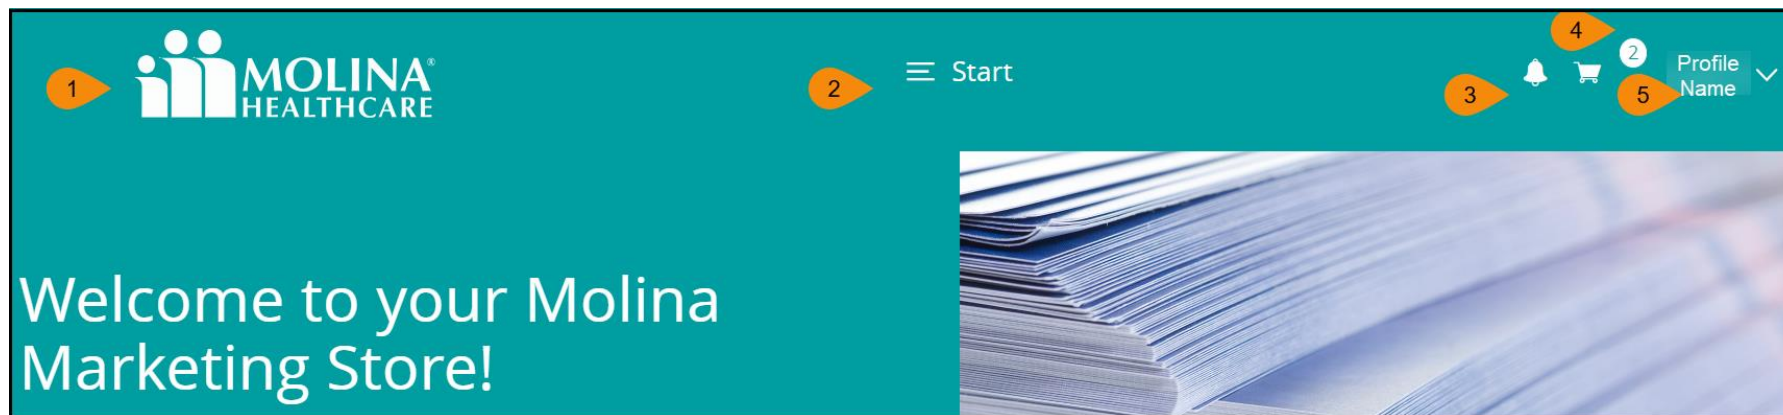 1
MOLINA®
HEALTHCARE
2
Start
3
4
2
5
Profile
Name
Welcome to your Molina
Marketing Store!